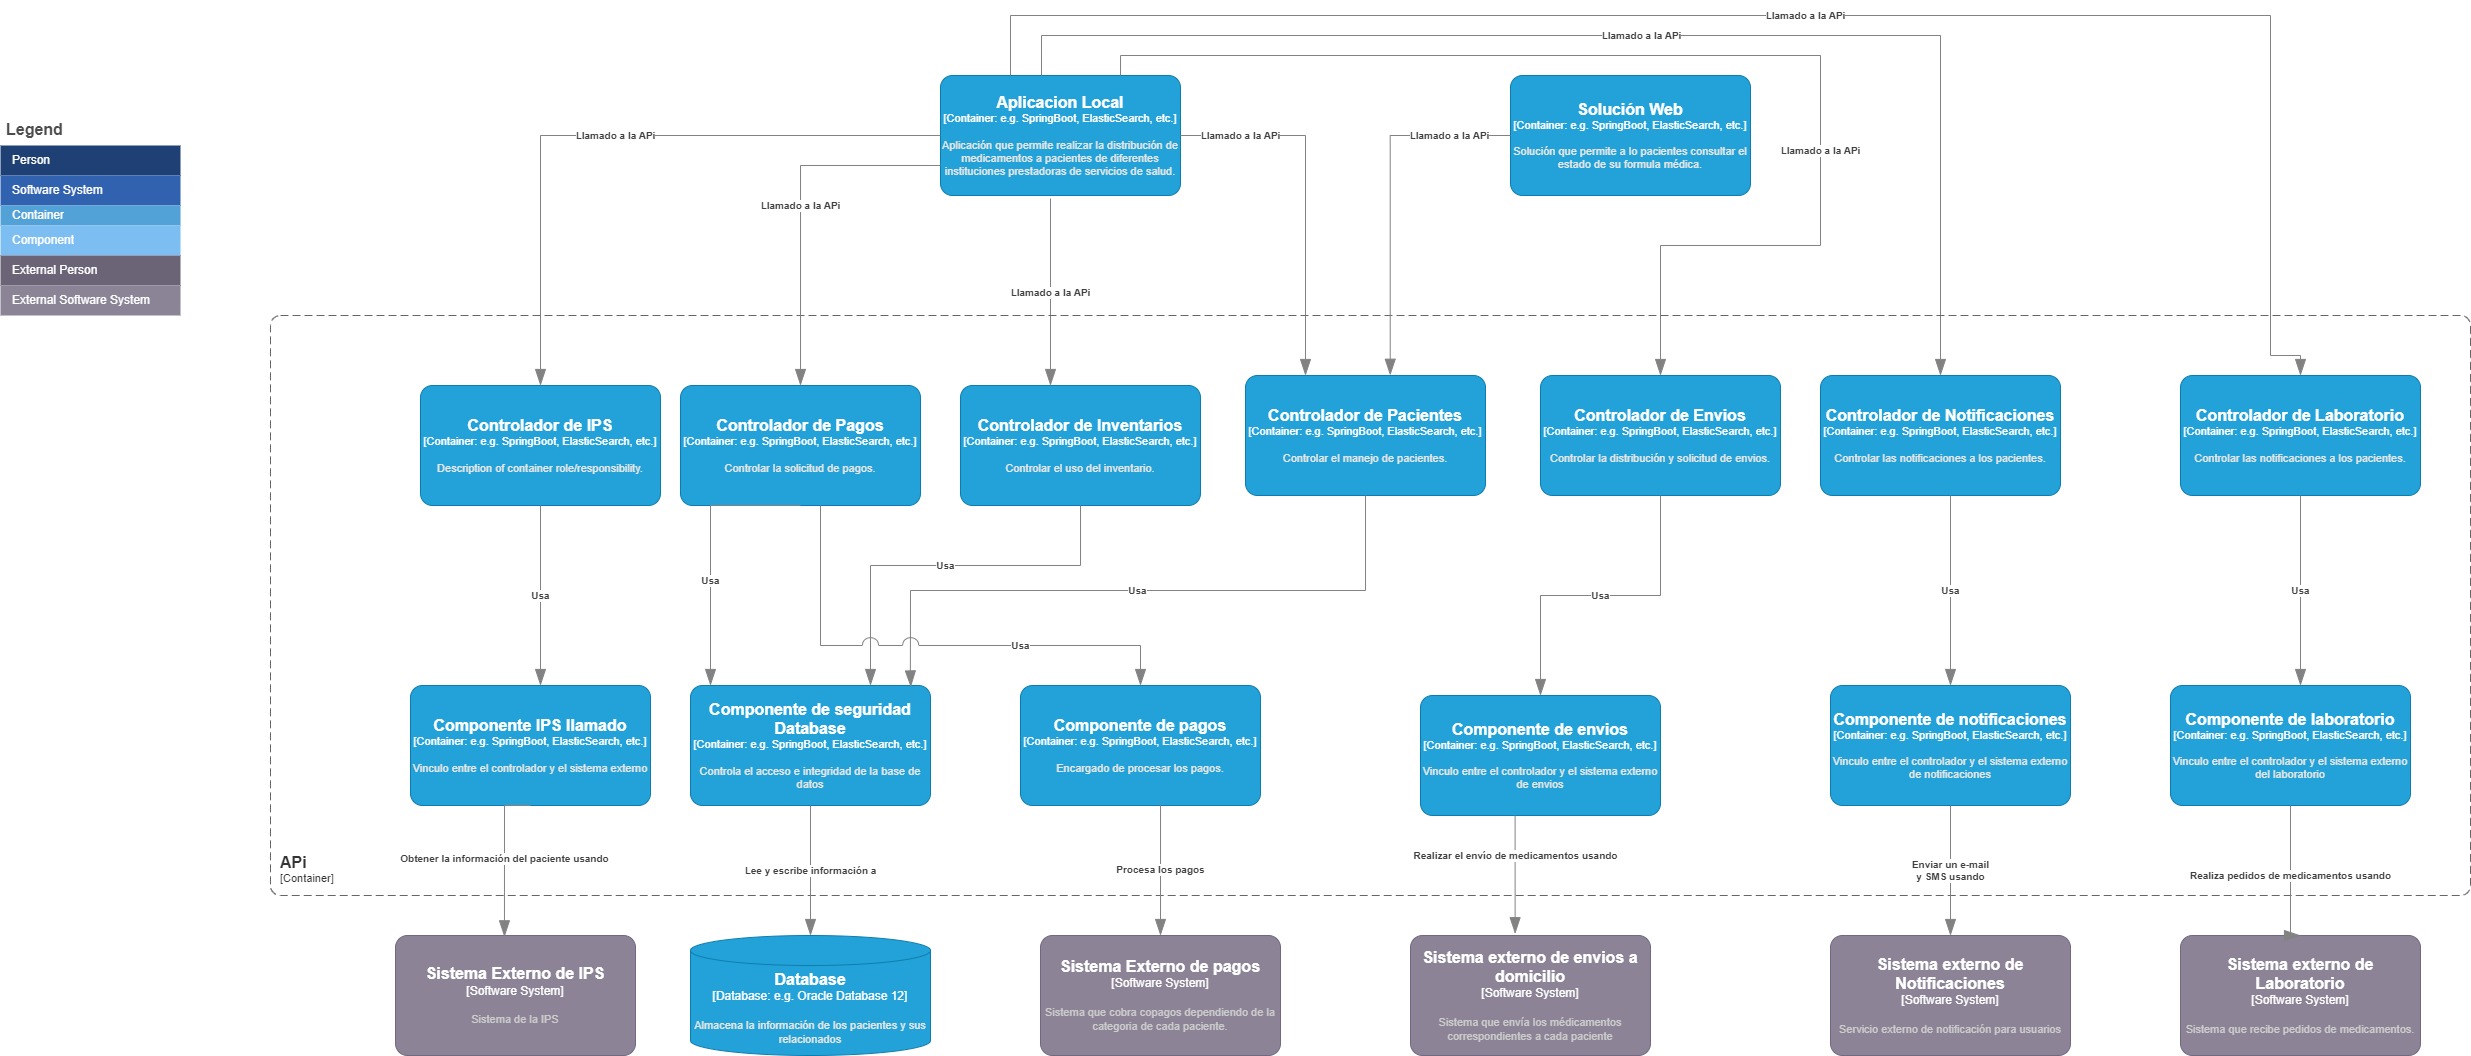 Llamado a la APi
Llamado a la APi
Aplicacion Local
[Container: e.g. SpringBoot, ElasticSearch, etc.]
Aplicación que permite realizar la distribución de
medicamentos a pacientes de diferentes
instituciones prestadoras de servicios de salud.
Solución Web
[Container: e.g. SpringBoot, ElasticSearch, etc.]
Solución que permite a lo pacientes consultar el
estado de su formula médica.
Legend
Person
Software System
Container
Component
External Person
External Software System
Llamado a la APi
Llamado a la APi
Llamado a la APi
Llamado a la APi
Llamado a la APi
Llamado a la APi
Controlador de IPS
[Container: e.g. SpringBoot, ElasticSearch, etc.]
Description of container role/responsibility.
Controlador de Pagos
[Container: e.g. SpringBoot, ElasticSearch, etc.]
Controlar la solicitud de pagos.
Controlador de Inventarios
[Container: e.g. SpringBoot, ElasticSearch, etc.]
Controlar el uso del inventario.
Controlador de Pacientes
[Container: e.g. SpringBoot, ElasticSearch, etc.]
Controlar el manejo de pacientes.
Controlador de Envios
[Container: e.g. SpringBoot, ElasticSearch, etc.]
Controlar la distribución y solicitud de envios.
Controlador de Notificaciones
[Container: e.g. SpringBoot, ElasticSearch, etc.]
Controlar las notificaciones a los pacientes.
Controlador de Laboratorio
[Container: e.g. SpringBoot, ElasticSearch, etc.]
Controlar las notificaciones a los pacientes.
Usa
Usa
Usa
Usa
Usa
Usa
Usa
Usa
Componente IPS llamado
[Container: e.g. SpringBoot, ElasticSearch, etc.]
Vinculo entre el controlador y el sistema externo
Componente de seguridad
Database
[Container: e.g. SpringBoot, ElasticSearch, etc.]
Controla el acceso e integridad de la base de
datos
Componente de pagos
[Container: e.g. SpringBoot, ElasticSearch, etc.]
Encargado de procesar los pagos.
Componente de envios
[Container: e.g. SpringBoot, ElasticSearch, etc.]
Vinculo entre el controlador y el sistema externo
de envios
Componente de notificaciones
[Container: e.g. SpringBoot, ElasticSearch, etc.]
Vinculo entre el controlador y el sistema externo
de notificaciones
Componente de laboratorio
[Container: e.g. SpringBoot, ElasticSearch, etc.]
Vinculo entre el controlador y el sistema externo
del laboratorio
APi
[Container]
Obtener la información del paciente usando
Lee y escribe información a
Procesa los pagos
Realizar el envío de medicamentos usando
Enviar un e-mail
y SMS usando
Realiza pedidos de medicamentos usando
Sistema Externo de IPS
[Software System]
Sistema de la IPS
Database
[Database: e.g. Oracle Database 12]
Almacena la información de los pacientes y sus
relacionados
Sistema Externo de pagos
[Software System]
Sistema que cobra copagos dependiendo de la
categoria de cada paciente.
Sistema externo de envios a
domicilio
[Software System]
Sistema que envía los médicamentos
correspondientes a cada paciente
Sistema externo de
Notificaciones
[Software System]
Servicio externo de notificación para usuarios
Sistema externo de
Laboratorio
[Software System]
Sistema que recibe pedidos de medicamentos.